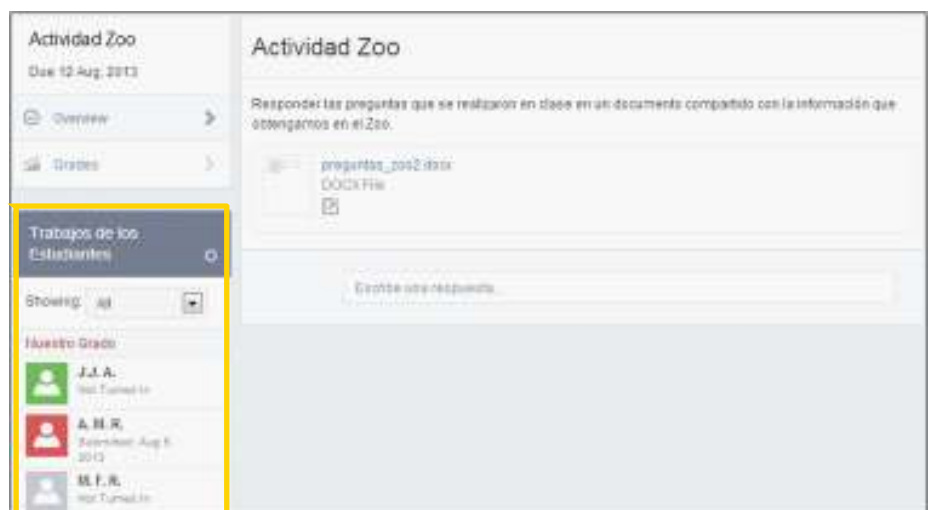 Actividad Zoo
Due 12 Aug, 2013
Overview
Grades
Trabajos de los
Estudiantes
Showing: All
Nuestro Grado
J.J. A.
Not Turned In
A. M. R.
Submitted: Aug
2013
M. F. R.
Not Turned In
Actividad Zoo
Responder las preguntas que se realizaron en clase en un documento compartido con la información que
obtengamos en el Zoo.
preguntas_zoo2.docx
DOCX File
Escribe una respuesta...